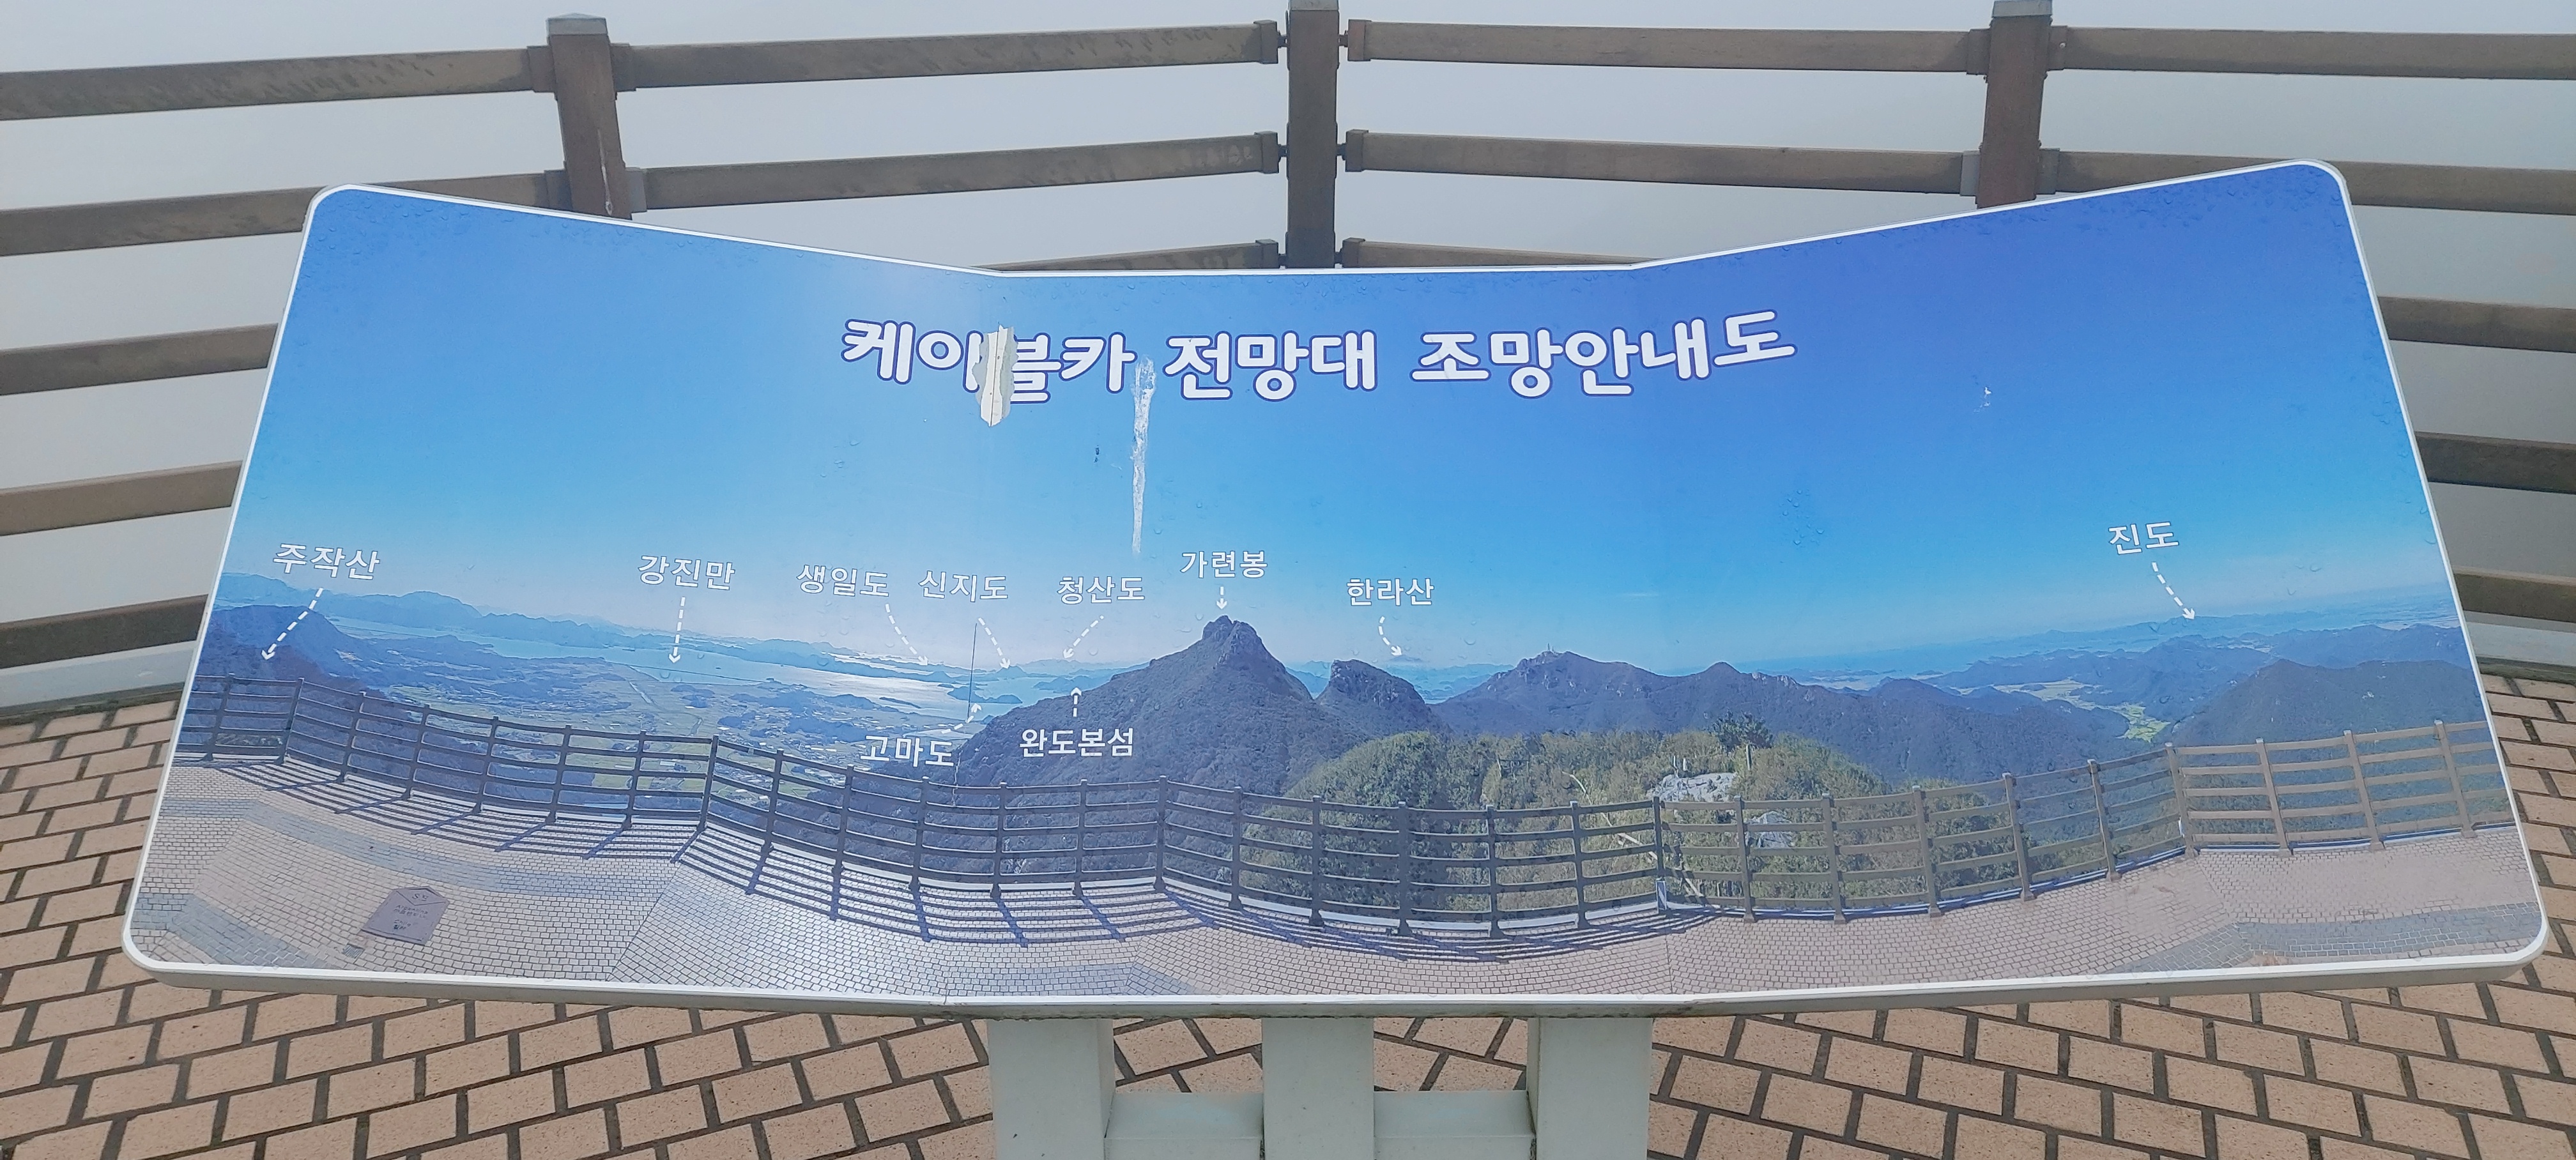 케이블카 전망대 조망안내도
주작산
강진만
생일도
신지도
청산도
가련봉
한라산
진도
고마도
완도본섬